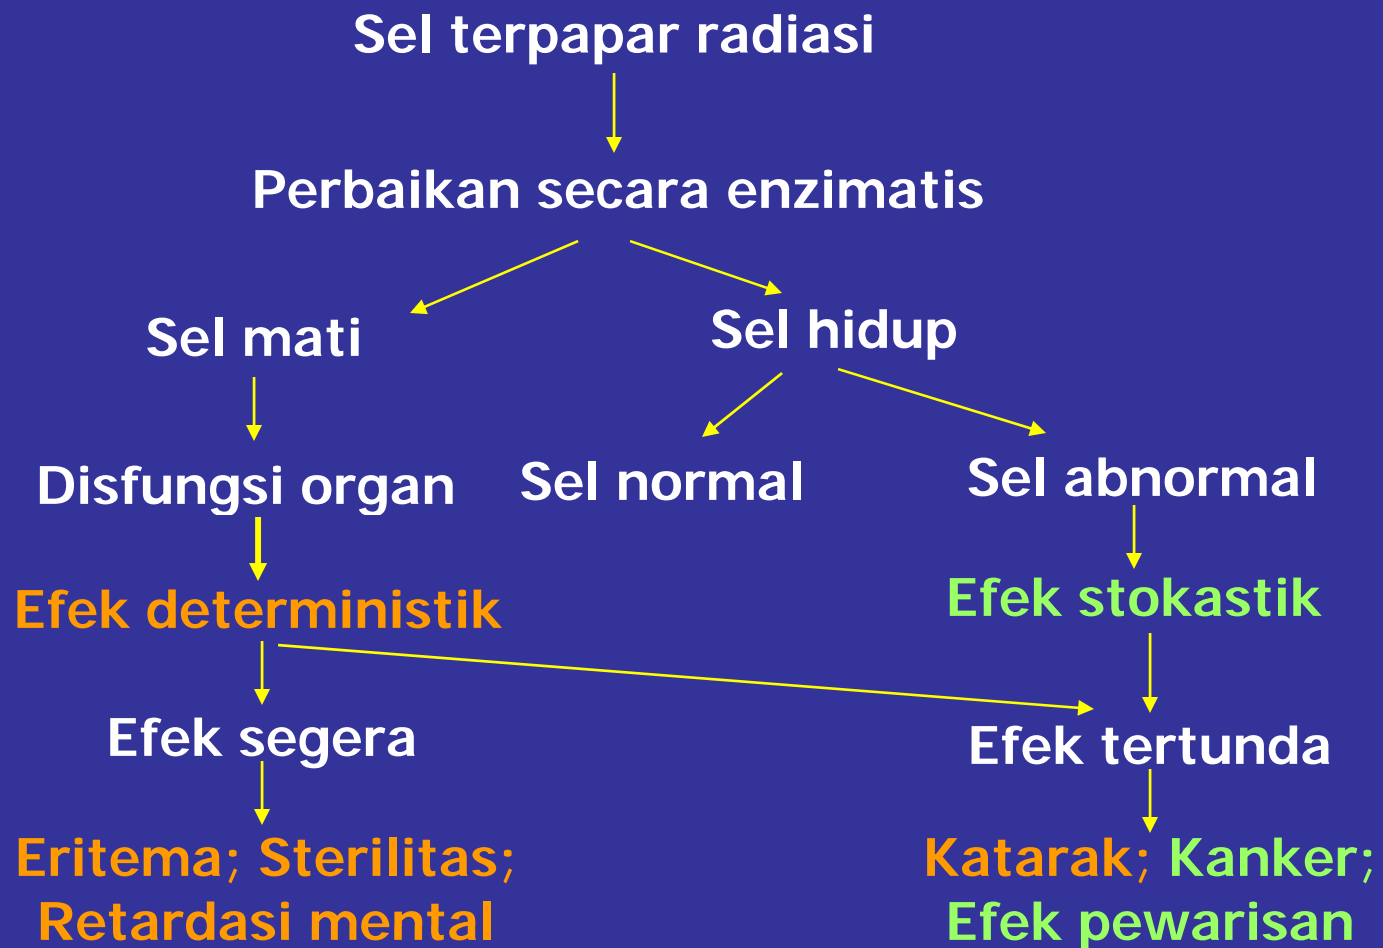 Sel terpapar radiasi
Perbaikan secara enzimatis
Sel mati
Sel hidup
Disfungsi organ
Sel normal
Sel abnormal
Efek deterministik
Efek stokastik
Efek segera
Efek tertunda
Eritema; Sterilitas;
Retardasi mental
Katarak; Kanker;
Efek pewarisan